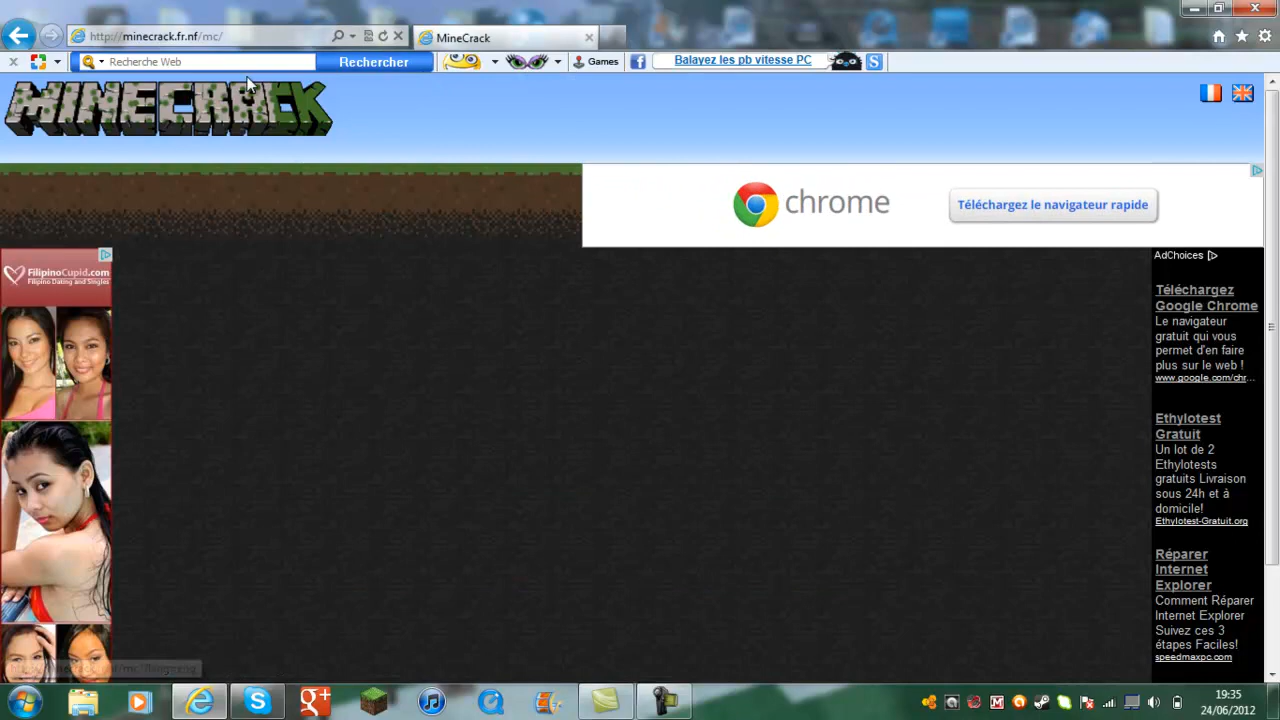 http://minecrack.fr.nf/mc/
MineCrack
Recherche Web
Rechercher
Games
Balayez les pb vitesse PC
MINECRACK
chrome
Téléchargez le navigateur rapide
FilipinoCupid.com
Filipino Dating and Singles
AdChoices
Téléchargez
Google Chrome
Le navigateur
gratuit qui vous
permet d'en faire
plus sur le web !
www.google.com/chr...
Ethylotest
Gratuit
Un lot de 2
Ethylotests
gratuits Livraison
sous 24h et à
domicile!
Ethylotest-Gratuit.org
Réparer
Internet
Explorer
Comment Réparer
Internet Explorer
Suivez ces 3
étapes Faciles!
speedmaxpc.com
19:35
24/06/2012